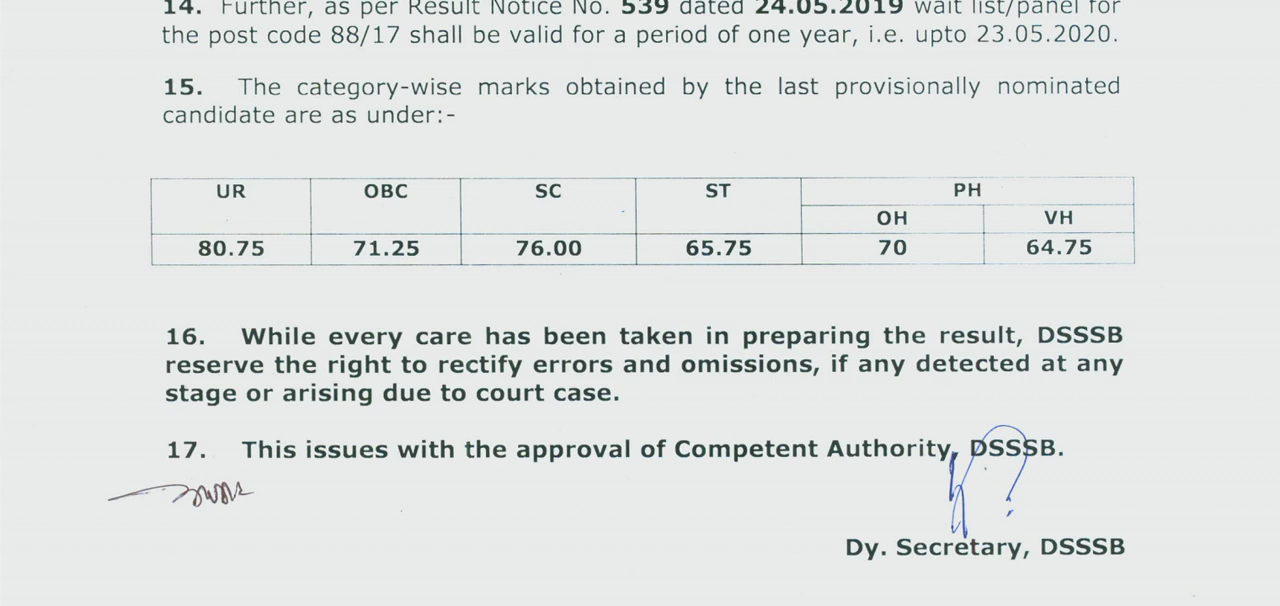 14. Further, as per Result Notice No. 539 dated 24.05.2019 wait list/panel for
the post code 88/17 shall be valid for a period of one year, i.e. upto 23.05.2020.
15. The category-wise marks obtained by the last provisionally nominated
candidate are as under:-
UR OBC SC ST PH
OH VH
80.75 71.25 76.00 65.75 70 64.75
16. While every care has been taken in preparing the result, DSSSB
reserve the right to rectify errors and omissions, if any detected at any
stage or arising due to court case.
17. This issues with the approval of Competent Authority, DSSSB.
Dy. Secretary, DSSSB